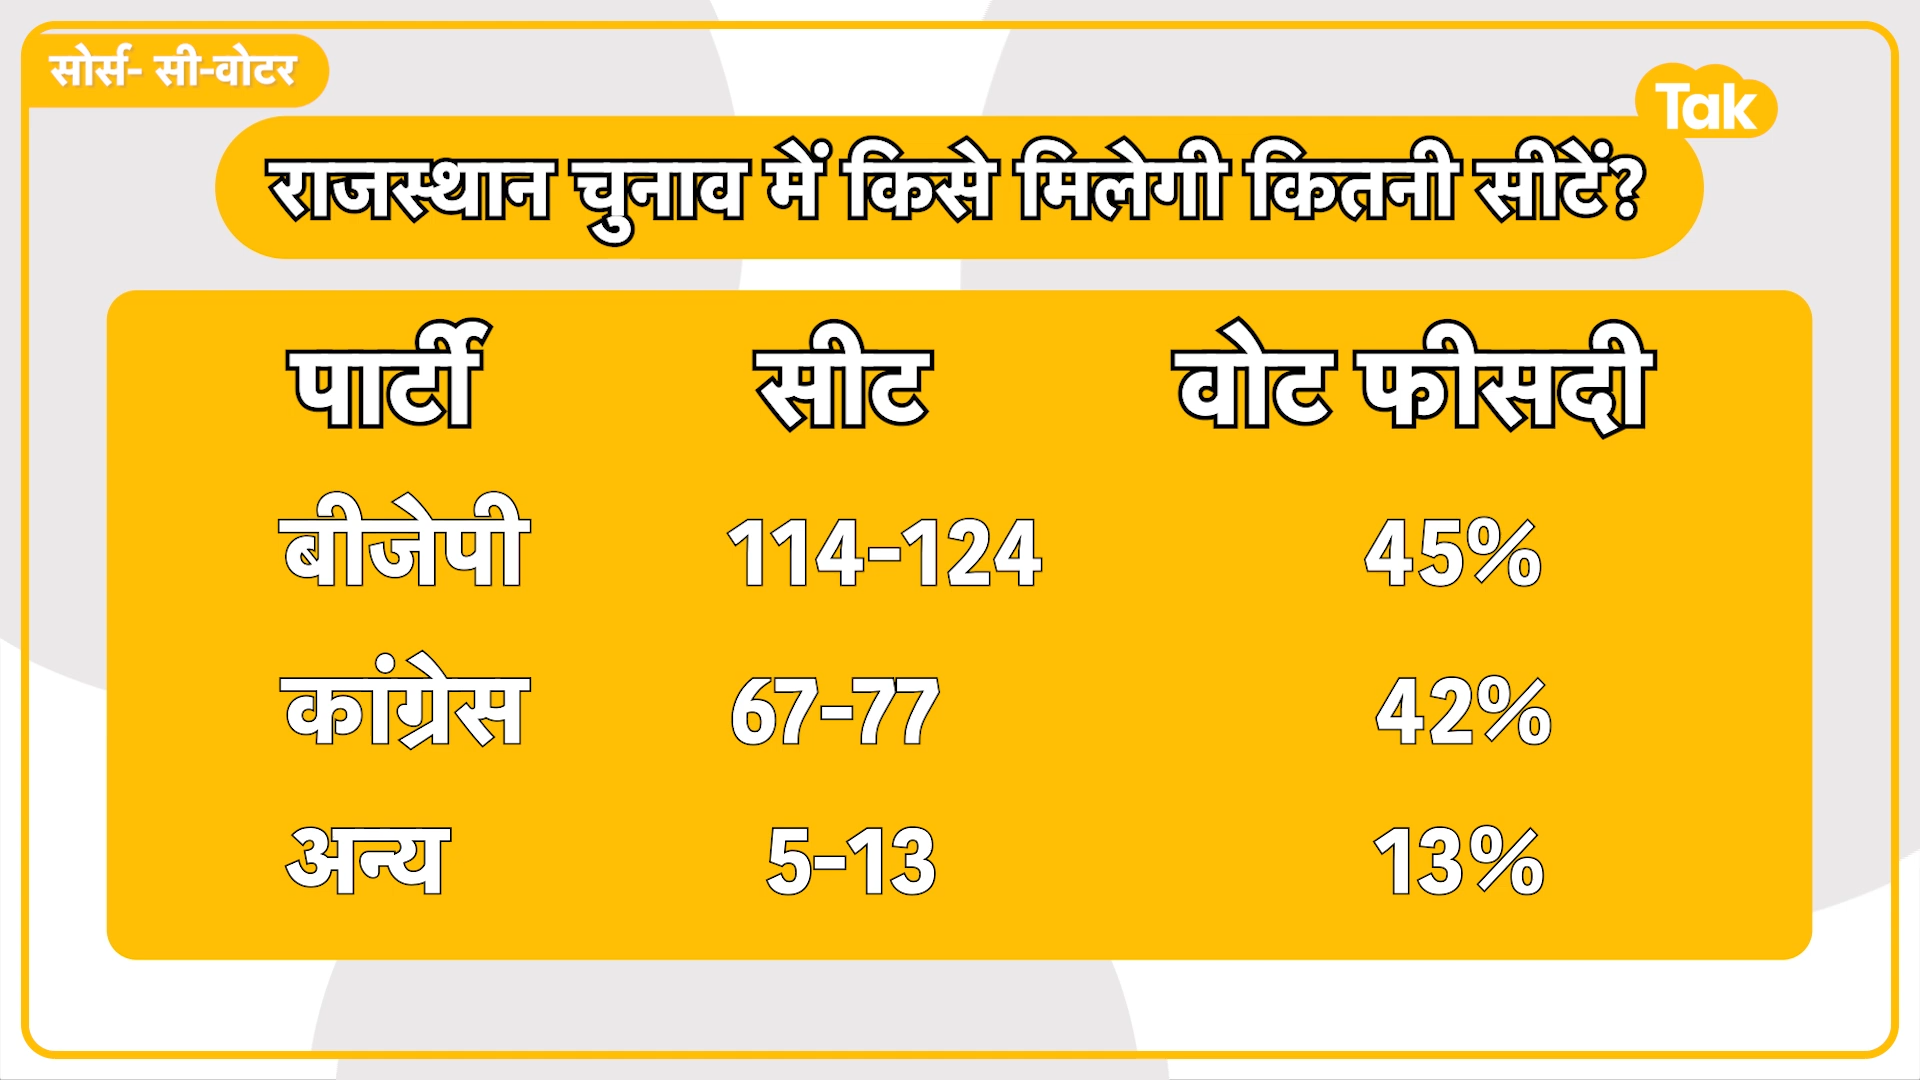 सोर्स- सी-वोटर
Tak
राजस्थान चुनाव में किसे मिलेगी कितनी सीटें?
पार्टी सीट वोट फीसदी
बीजेपी 114-124 45%
कांग्रेस 67-77 42%
अन्य 5-13 13%